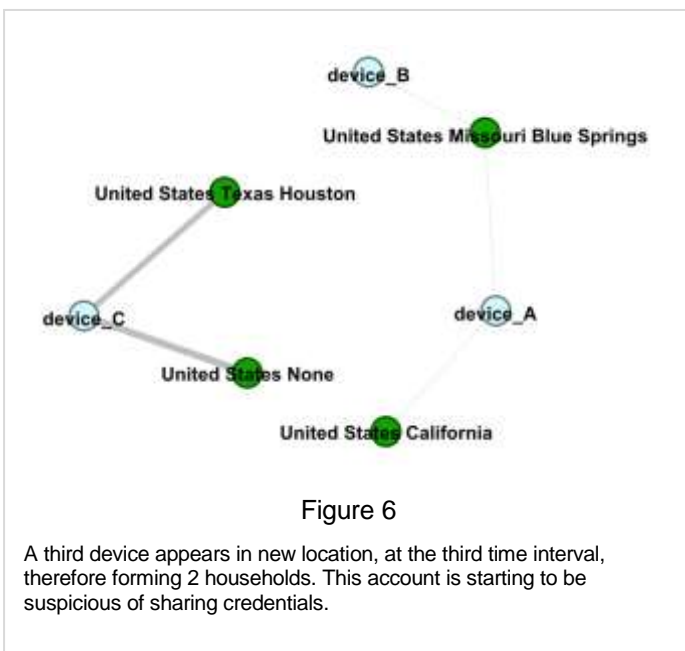 device_B
United States Missouri Blue Springs
United States Texas Houston
device_C
device_A
United States None
United States California
Figure 6
A third device appears in new location, at the third time interval,
therefore forming 2 households. This account is starting to be
suspicious of sharing credentials.